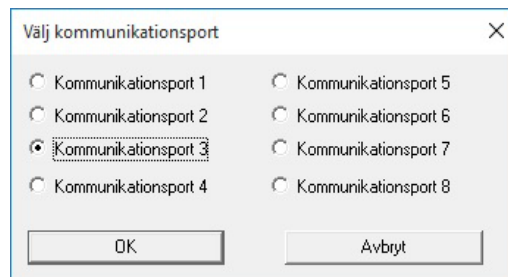 Välj kommunikationsport
Kommunikationsport 1
Kommunikationsport 2
Kommunikationsport 3
Kommunikationsport 4
Kommunikationsport 5
Kommunikationsport 6
Kommunikationsport 7
Kommunikationsport 8
OK
Avbryt